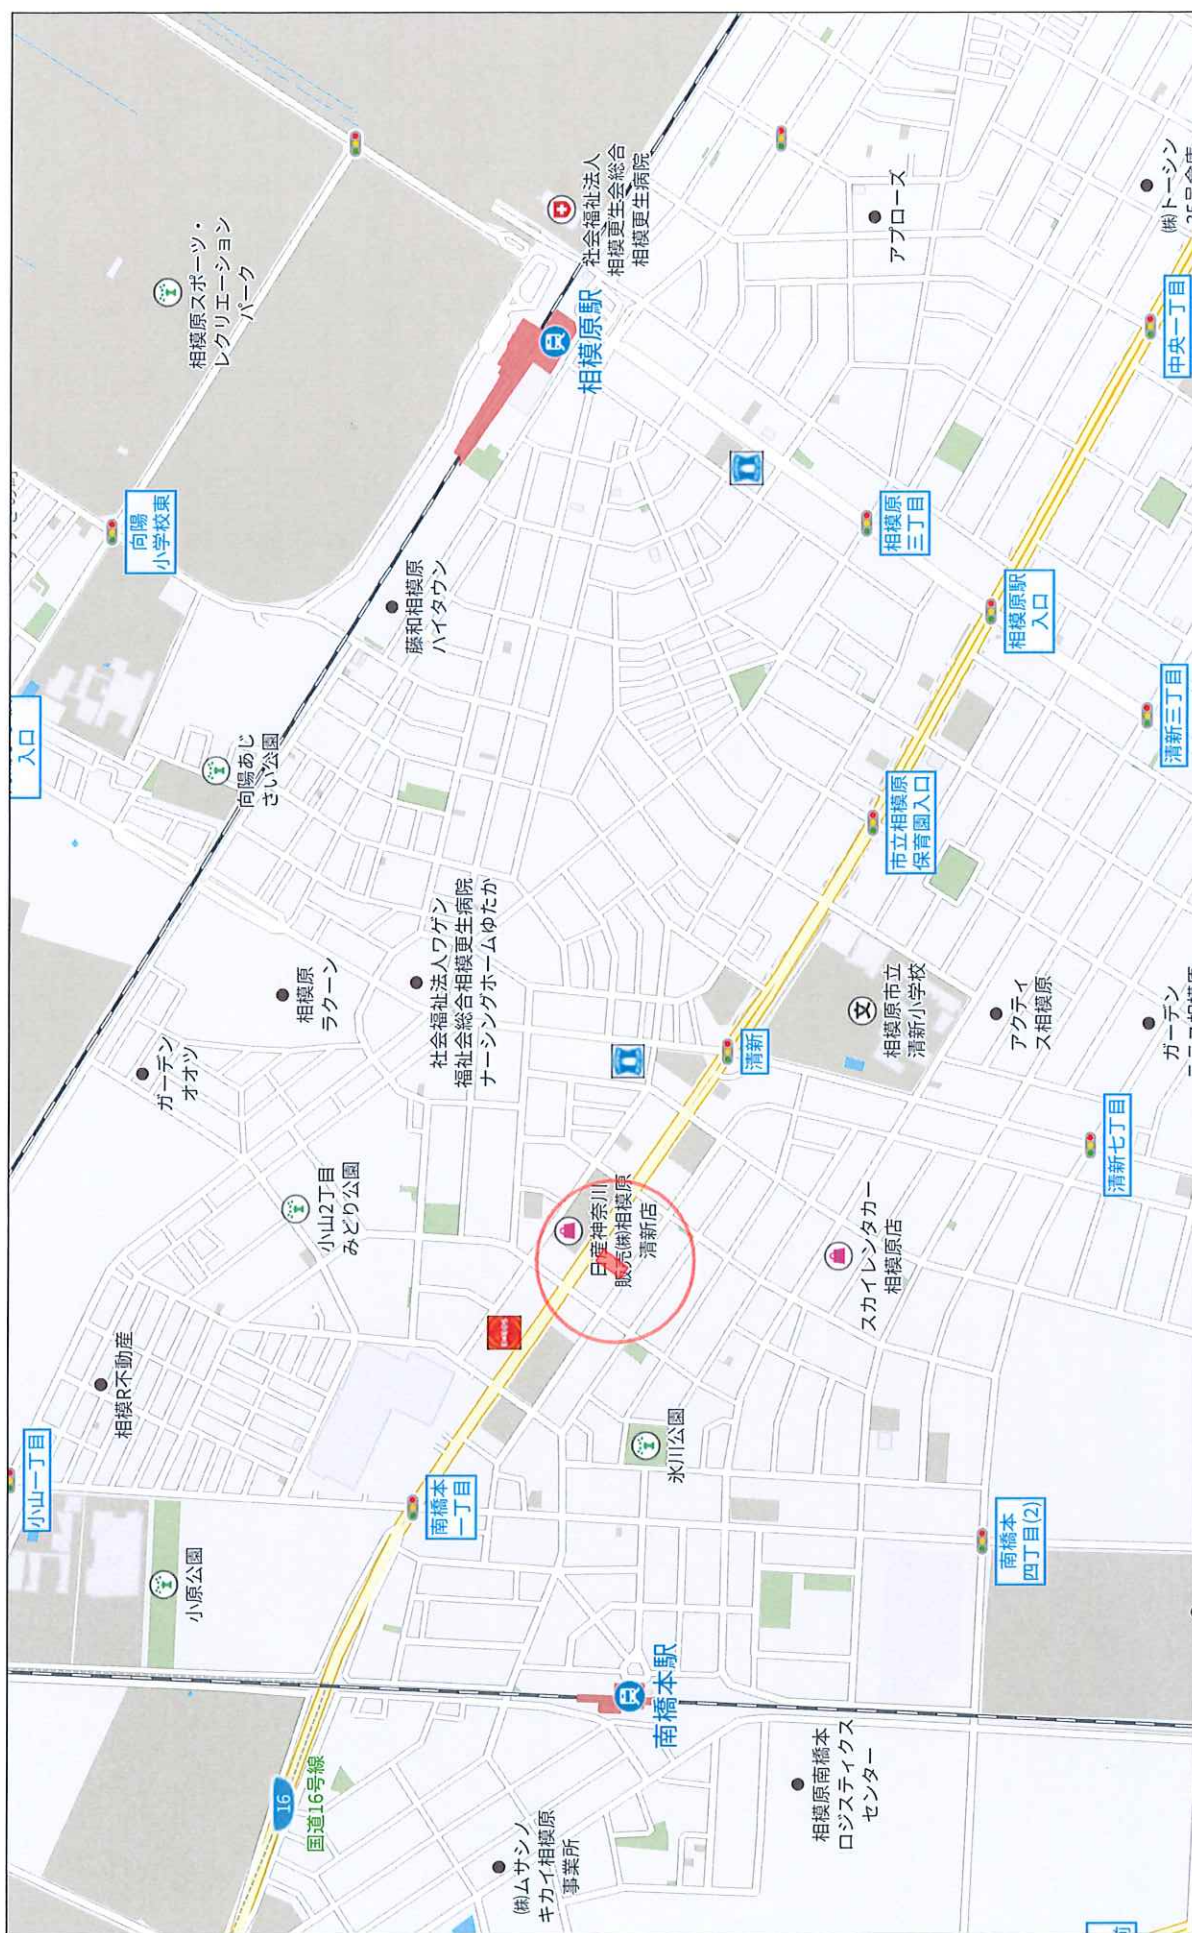 相模原スポーツ・
レクリエーション
パーク
向陽
小学校東
社会福祉法人
相模更生会総合
相模更生病院
相模原駅
藤和相模原
ハイタウン
アプローズ
㈱トーシン
中央一丁目
相模原
三丁目
相模原駅
入口
清新三丁目
入口
向陽あじ
さい公園
市立相模原
保育園入口
相模原
ラクーン
社会福祉法人ワゲン
福祉会総合相模更生病院
ナーシングホームゆたか
ガーデン
オオツ
相模原市立
清新小学校
アクティ
ス相模原
ガーデン
清新
清新七丁目
小山2丁目
みどり公園
日産神奈川
販売㈱相模原
清新店
スカイレンタカー
相模原店
相模R不動産
小山一丁目
南橋本
一丁目
氷川公園
南橋本
四丁目(2)
小原公園
南橋本駅
16
国道16号線
相模原南橋本
ロジスティクス
センター
㈱ムサシノ
キカイ相模原
事業所